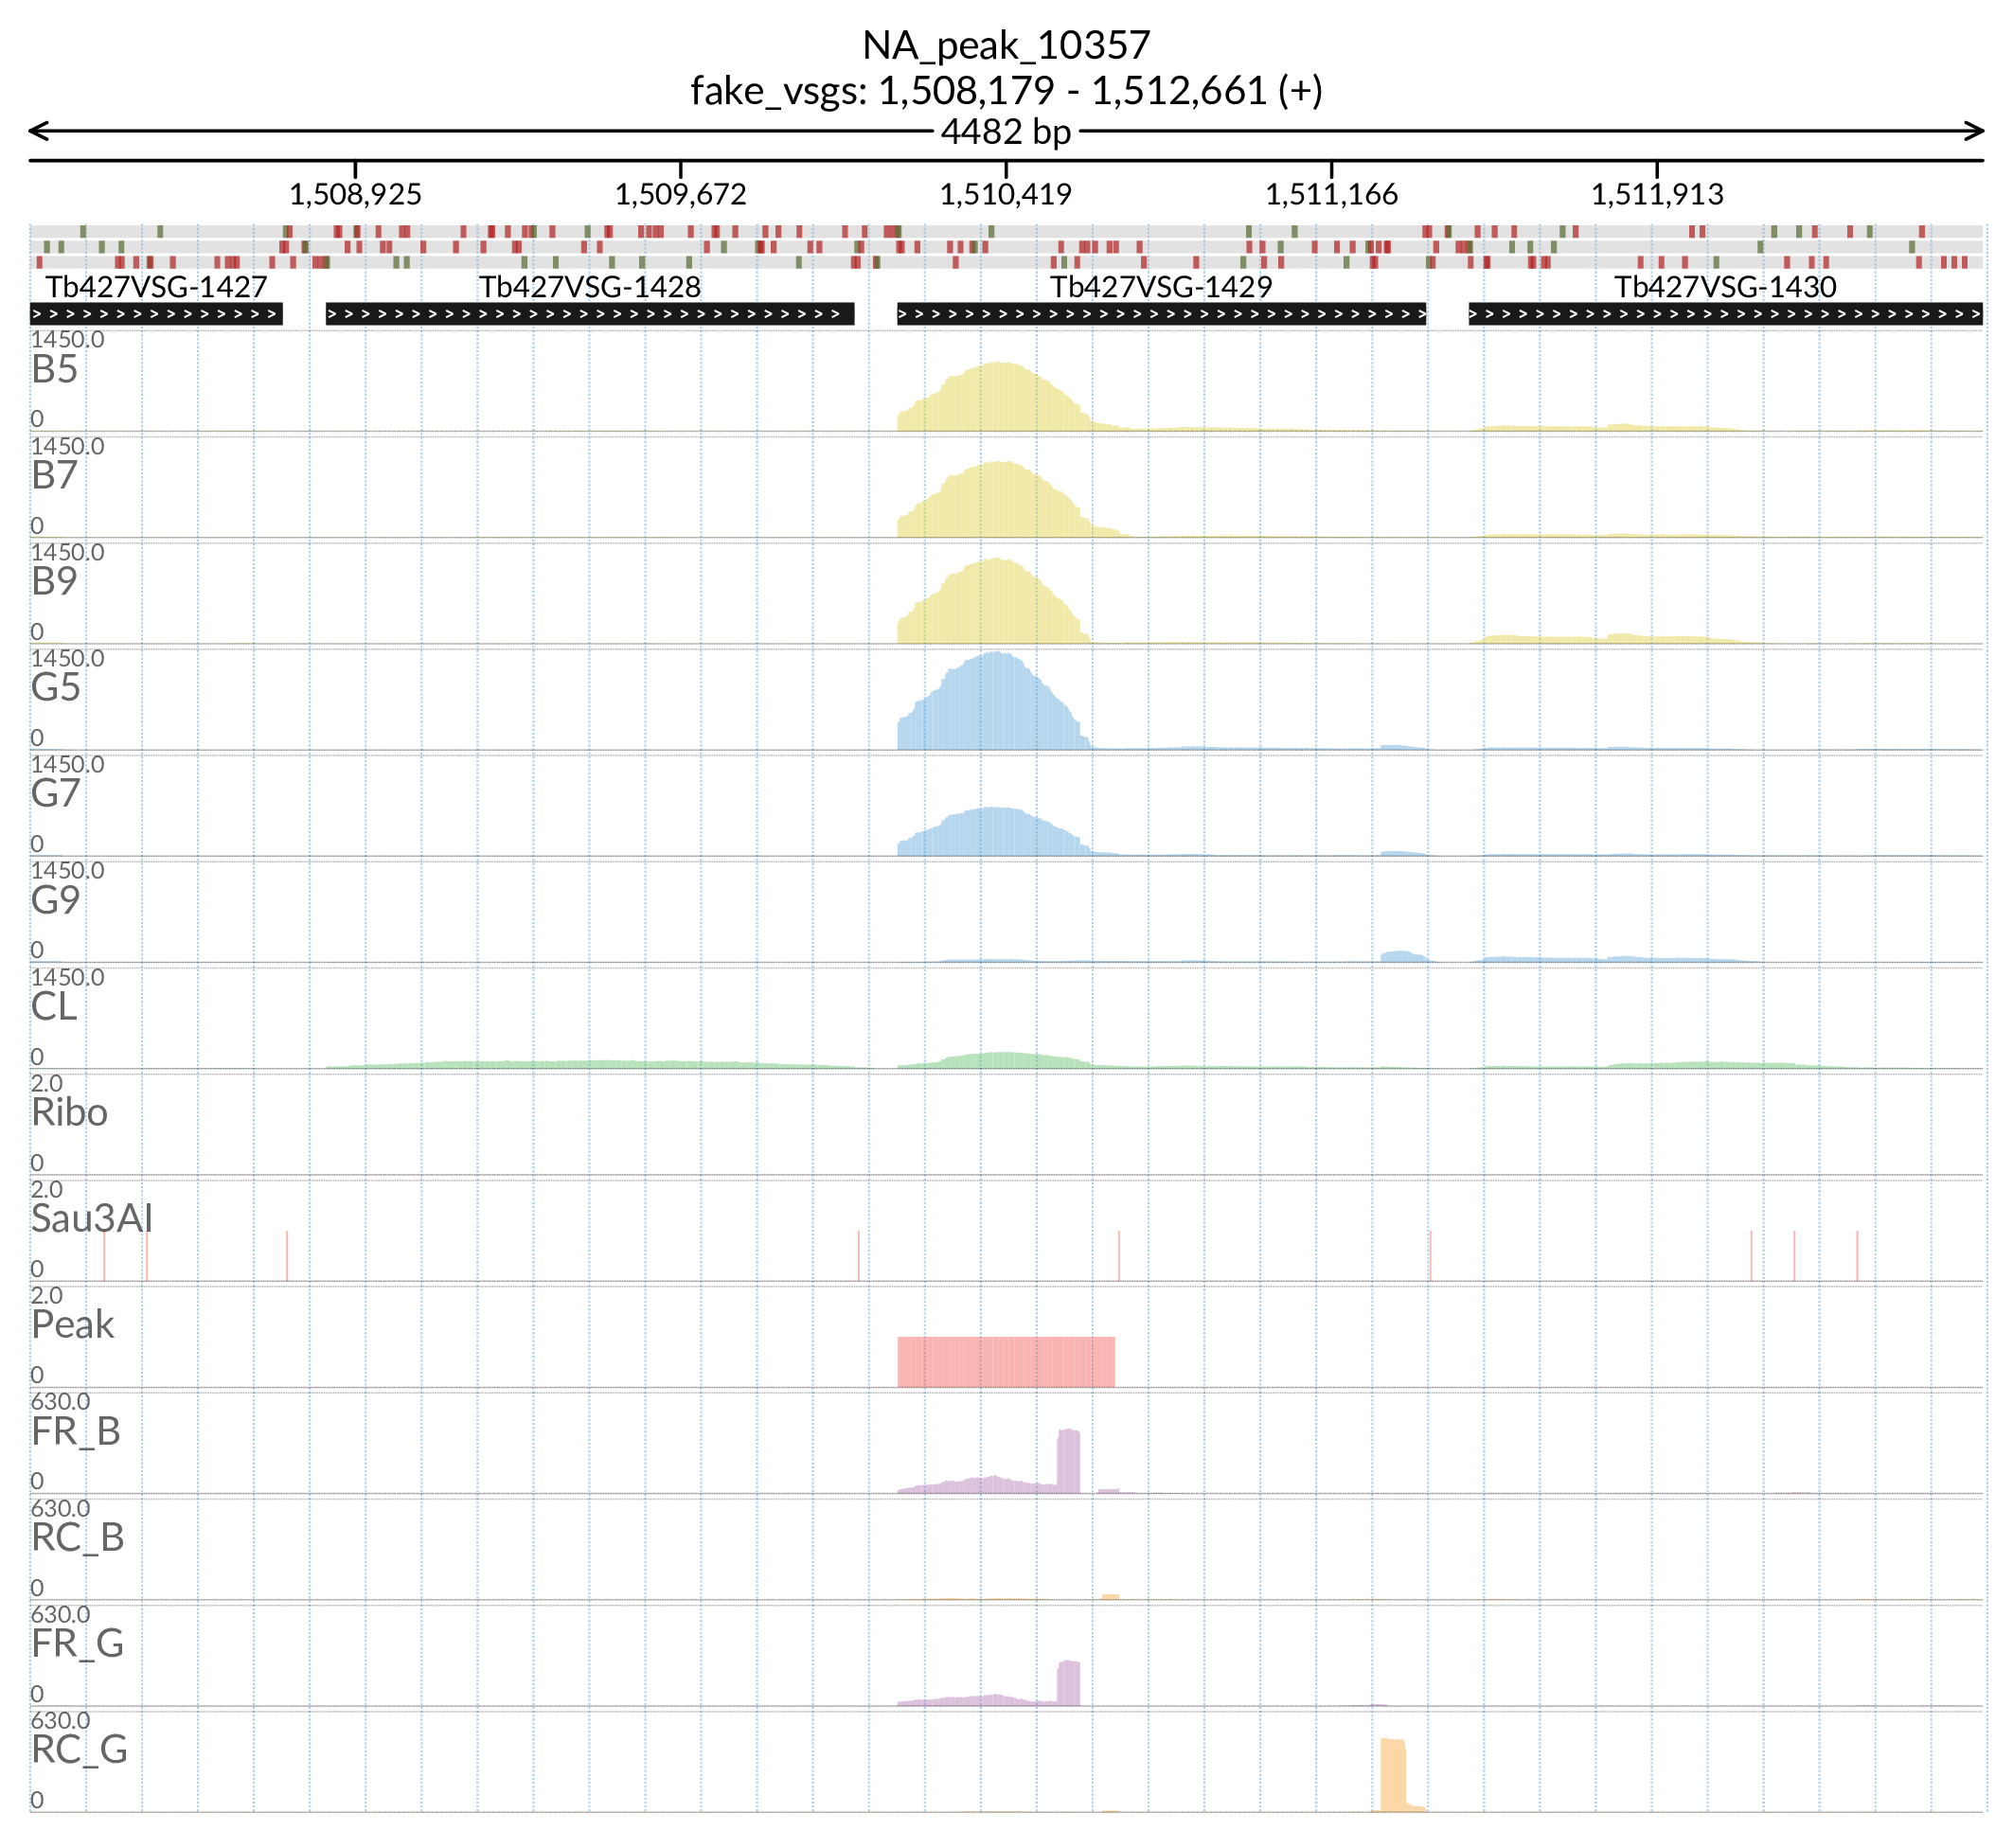 NA_peak_10357
fake_vsgs: 1,508,179 - 1,512,661 (+)
4482 bp
1,508,925 1,509,672 1,510,419 1,511,166 1,511,913
Tb427VSG-1427 Tb427VSG-1428 Tb427VSG-1429 Tb427VSG-1430
1450.0
B5
0
1450.0
B7
0
1450.0
B9
0
1450.0
G5
0
1450.0
G7
0
1450.0
G9
0
1450.0
CL
0
2.0
Ribo
0
2.0
Sau3AI
0
2.0
Peak
0
630.0
FR_B
0
630.0
RC_B
0
630.0
FR_G
0
630.0
RC_G
0